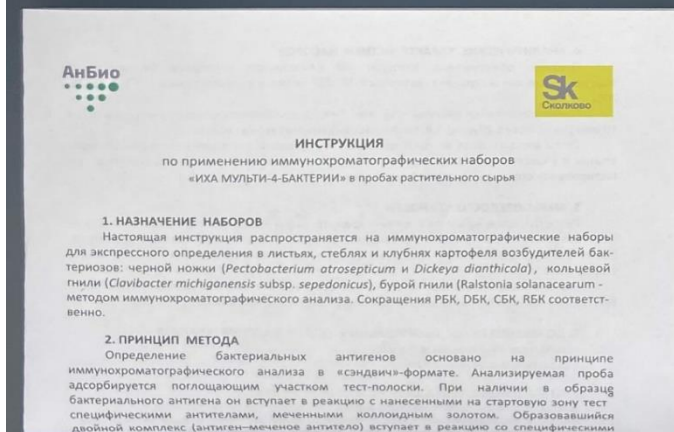 АнБио
Sk
Сколково
ИНСТРУКЦИЯ
по применению иммунохроматографических наборов
«ИХА МУЛЬТИ-4-БАКТЕРИИ» в пробах растительного сырья
1. НАЗНАЧЕНИЕ НАБОРОВ
Настоящая инструкция распространяется на иммунохроматографические наборы
для экспрессного определения в листьях, стеблях и клубнях картофеля возбудителей бак-
териозов: черной ножки (Pectobacterium atrosepticum и Dickeya dianthicola), кольцевой
гнили (Clavibacter michiganensis subsp. sepedonicus), бурой гнили (Ralstonia solanacearum -
методом иммунохроматографического анализа. Сокращения РБК, DБК, СБК, RБК соответст-
венно.
2. ПРИНЦИП МЕТОДА
Определение бактериальных антигенов основано на принципе
иммунохроматографического анализа в «сэндвич»-формате. Анализируемая проба
адсорбируется поглощающим участком тест-полоски. При наличии в образце
бактериального антигена он вступает в реакцию с нанесенными на стартовую зону тест
специфическими антителами, меченными коллоидным золотом. Образовавшийся
двойной комплекс (антиген–меченое антитело) вступает в реакцию со специфическими